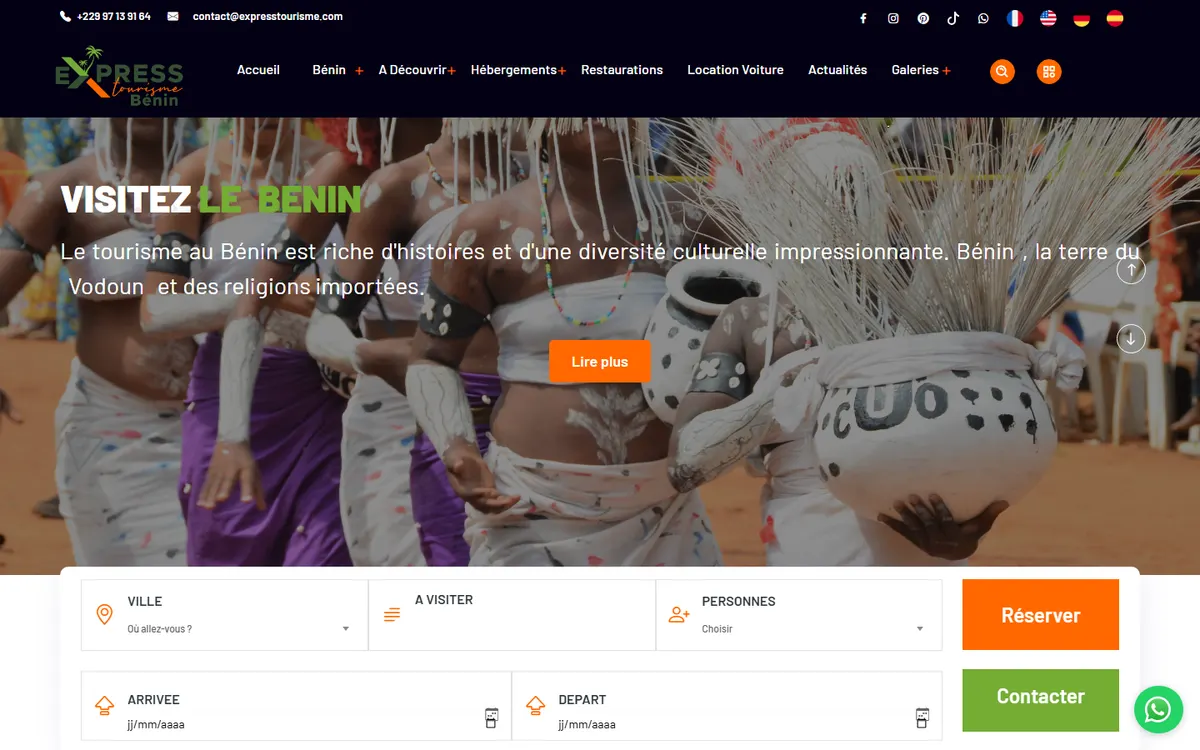 +229 97 13 91 64
contact@expresstourisme.com
EXPRESS
tourisme
Bénin
Accueil
Bénin +
A Découvrir+
Hébergements+
Restaurations
Location Voiture
Actualités
Galeries +
VISITEZ LE BENIN
Le tourisme au Bénin est riche d'histoires et d'une diversité culturelle impressionnante. Bénin , la terre du
Vodoun et des religions importées.
Lire plus
VILLE
Où allez-vous ?
A VISITER
PERSONNES
Choisir
Réserver
ARRIVEE
jj/mm/aaaa
DEPART
jj/mm/aaaa
Contacter